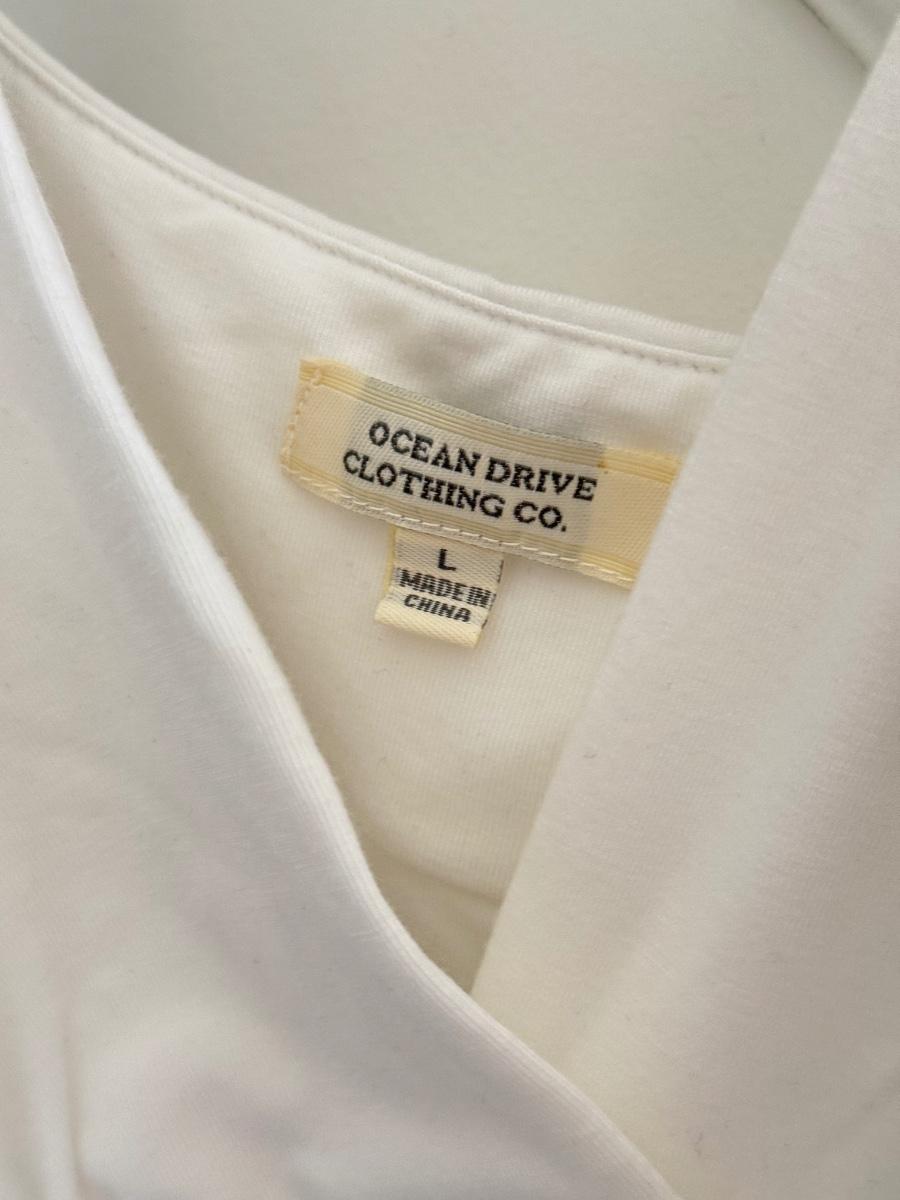 OCEAN DRIVE
CLOTHING CO.
L
MADE IN
CHINA